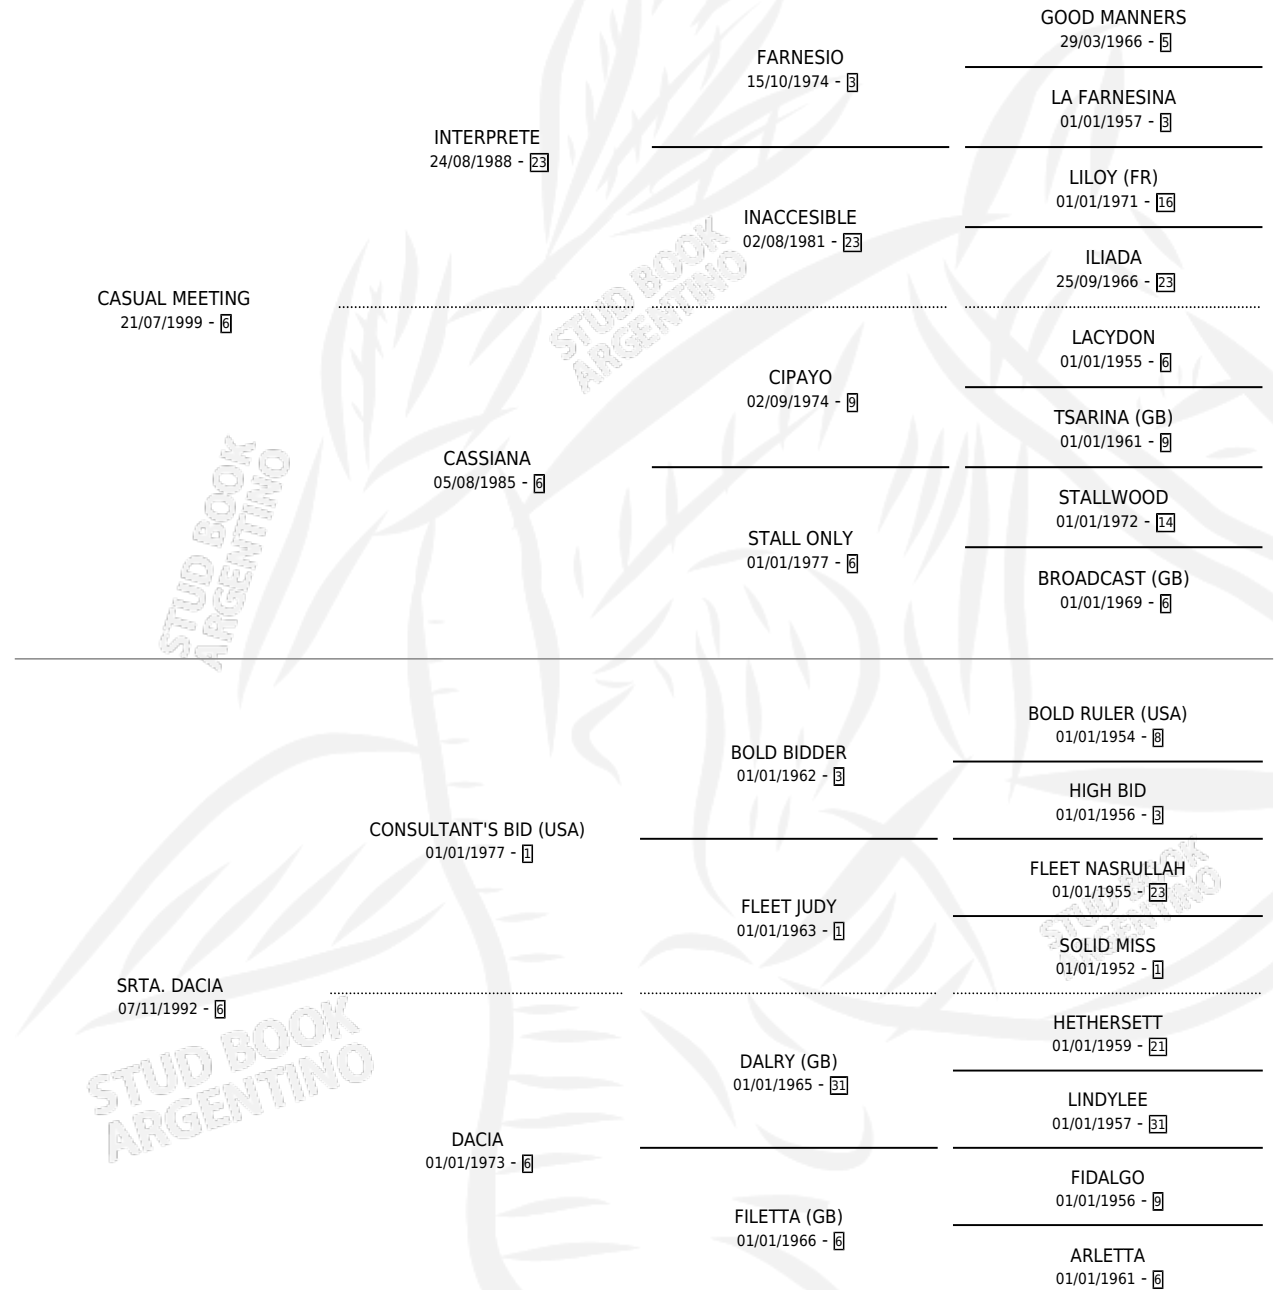 GOOD MANNERS
29/03/1966 - 5
FARNESIO
15/10/1974 - 3
LA FARNESINA
01/01/1957 - 3
INTERPRETE
24/08/1988 - 23
LILOY (FR)
01/01/1971 - 16
INACCESIBLE
02/08/1981 - 23
ILIADA
25/09/1966 - 23
CASUAL MEETING
21/07/1999 - 6
LACYDON
01/01/1955 - 6
CIPAYO
02/09/1974 - 9
TSARINA (GB)
01/01/1961 - 9
CASSIANA
05/08/1985 - 6
STALLWOOD
01/01/1972 - 14
STALL ONLY
01/01/1977 - 6
BROADCAST (GB)
01/01/1969 - 6
BOLD RULER (USA)
01/01/1954 - 8
BOLD BIDDER
01/01/1962 - 3
HIGH BID
01/01/1956 - 3
CONSULTANT'S BID (USA)
01/01/1977 - 1
FLEET NASRULLAH
01/01/1955 - 23
FLEET JUDY
01/01/1963 - 1
SOLID MISS
01/01/1952 - 1
SRTA. DACIA
07/11/1992 - 6
HETHERSETT
01/01/1959 - 21
DALRY (GB)
01/01/1965 - 31
LINDYLEE
01/01/1957 - 31
DACIA
01/01/1973 - 6
FIDALGO
01/01/1956 - 9
FILETTA (GB)
01/01/1966 - 6
ARLETTA
01/01/1961 - 6
STUD BOOK
ARGENTINO
STUD BOOK
ARGENTINO
STUD BOOK
ARGENTINO
STUD BOOK
ARGENTINO